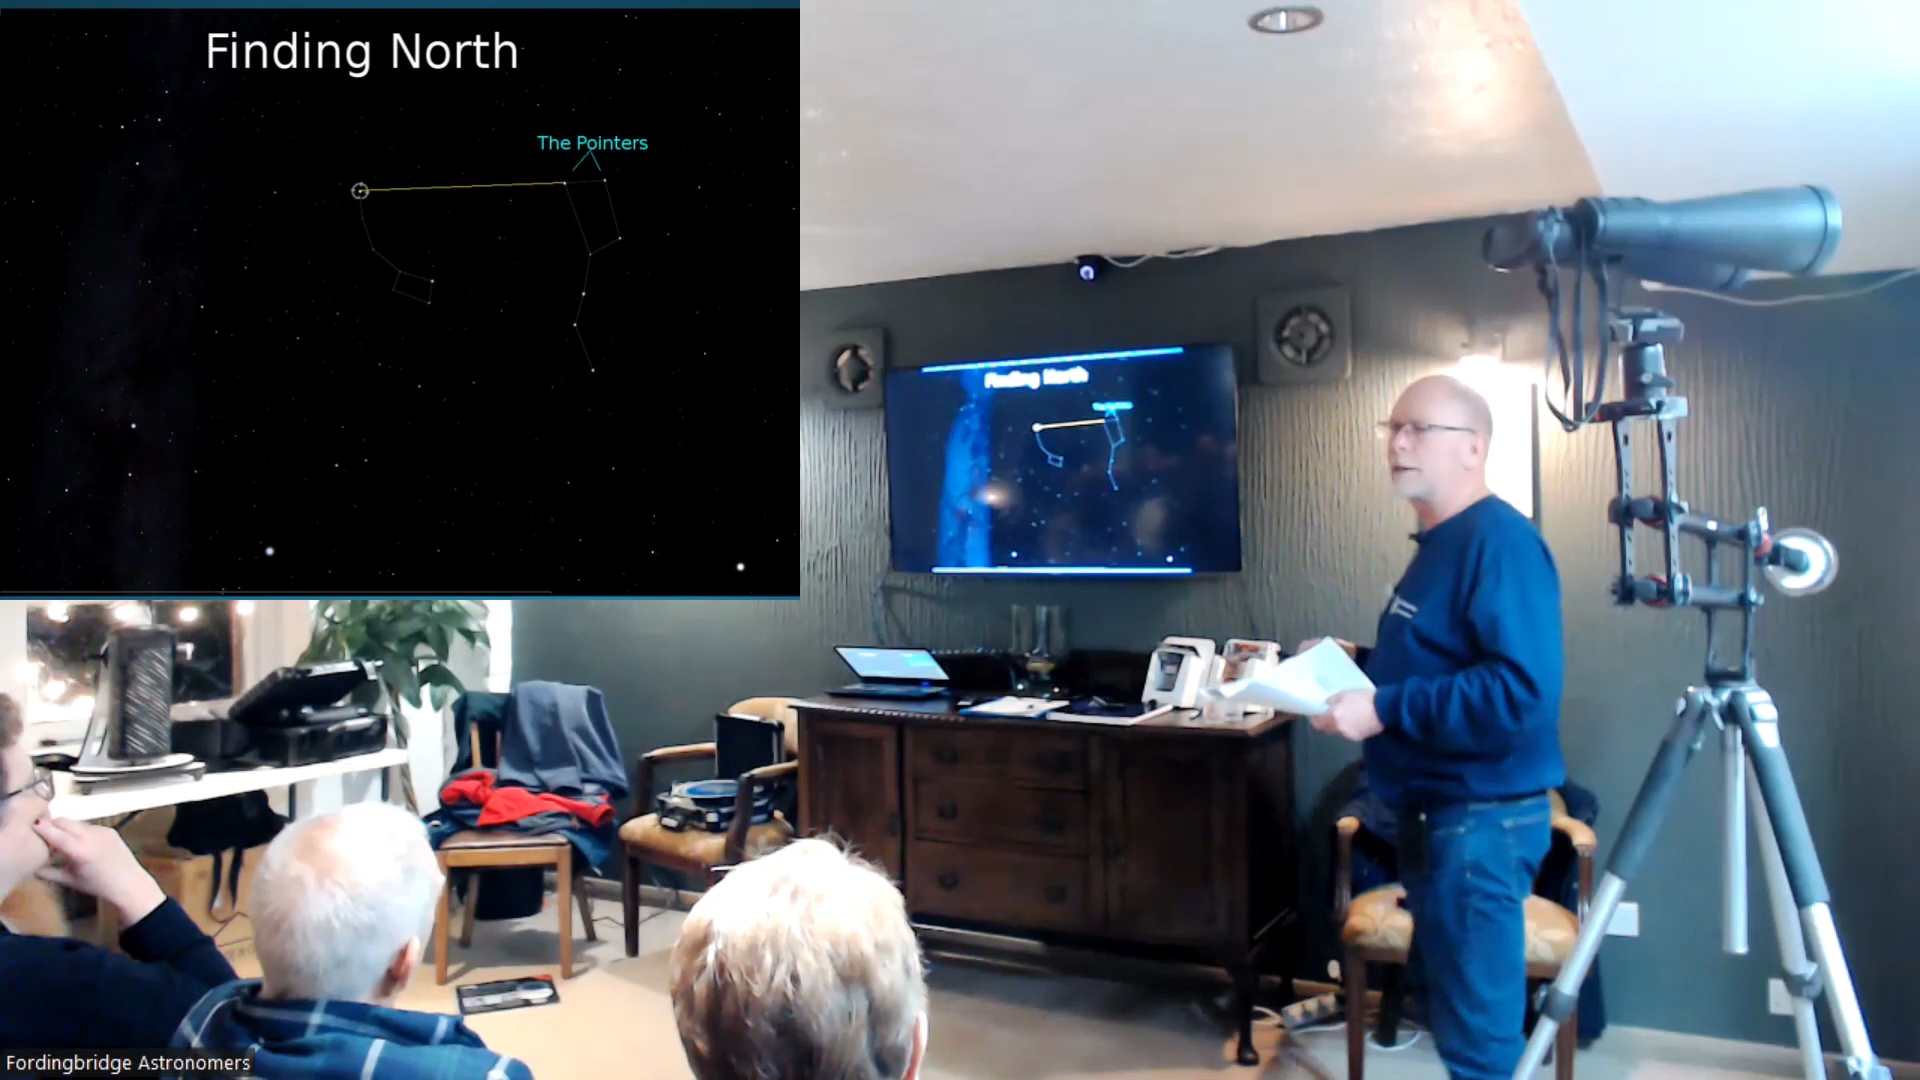 Finding North
The Pointers
Finding North
Fordingbridge Astronomers